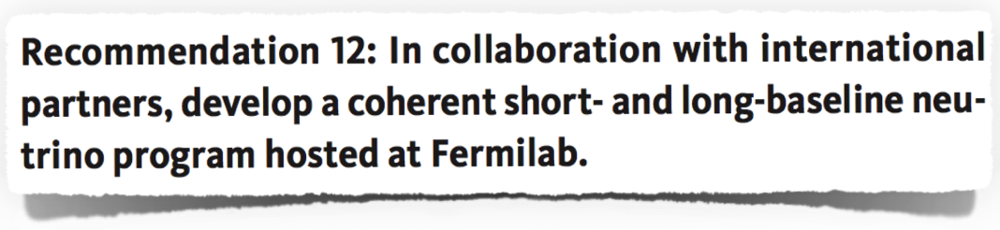 Recommendation 12: In collaboration with international
partners, develop a coherent short- and long-baseline neu-
trino program hosted at Fermilab.